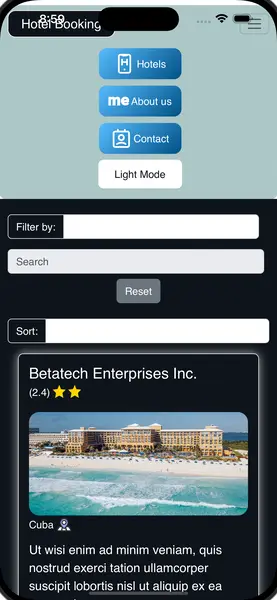 8:59
Hotel Booking
H
Hotels
me About us
Contact
Light Mode
Filter by:
Search
Reset
Sort:
Betatech Enterprises Inc.
(2.4)
Cuba
Ut wisi enim ad minim veniam, quis
nostrud exerci tation ullamcorper
suscipit lobortis nisl ut aliquip ex ea